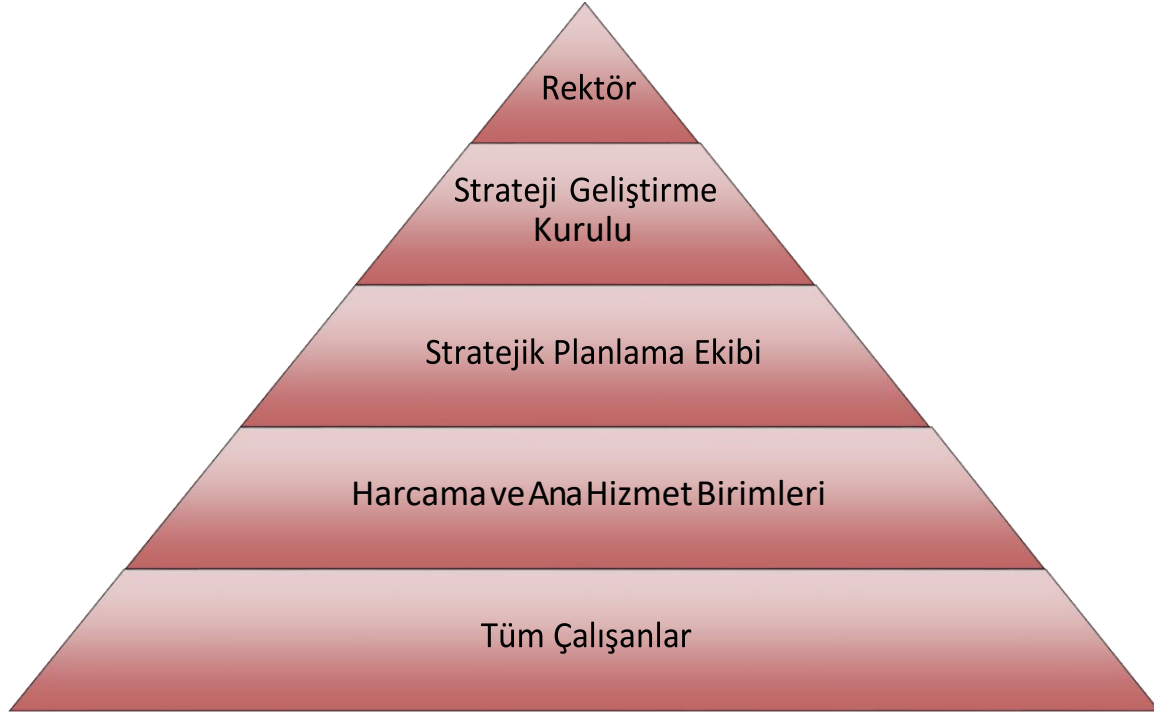 Rektör
Strateji Geliştirme
Kurulu
Stratejik Planlama Ekibi
Harcama ve Ana Hizmet Birimleri
Tüm Çalışanlar